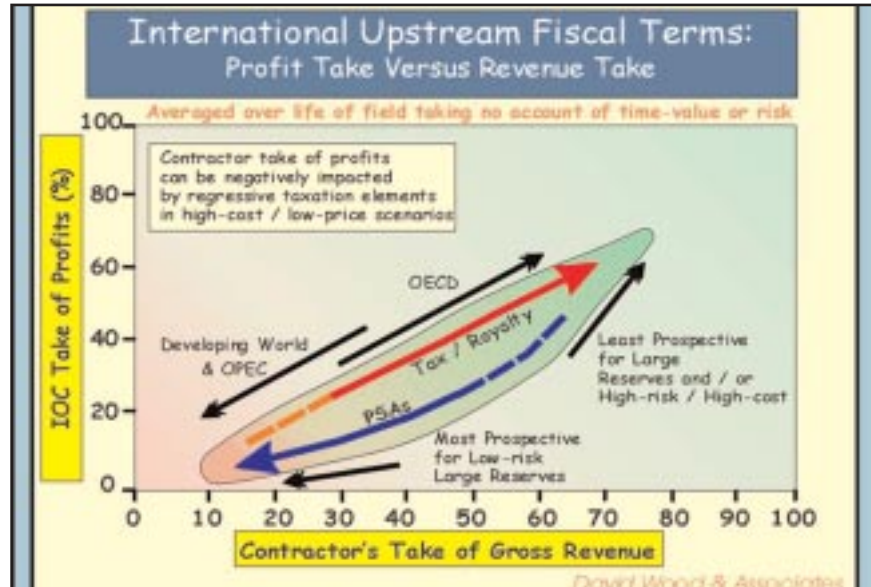 International Upstream Fiscal Terms:
Profit Take Versus Revenue Take
Averaged over life of field taking no account of time-value or risk
IOC Take of Profits (%)
100
80
60
40
20
0
Contractor take of profits
can be negatively impacted
by regressive taxation elements
in high-cost / low-price scenarios
OECD
Developing World
& OPEC
Tax / Royalty
PSAs
Least Prospective
for Large
Reserves and / or
High-risk / High-cost
Most Prospective
for Low-risk
Large Reserves
0 10 20 30 40 50 60 70 80 90 100
Contractor's Take of Gross Revenue
David Wood & Associates